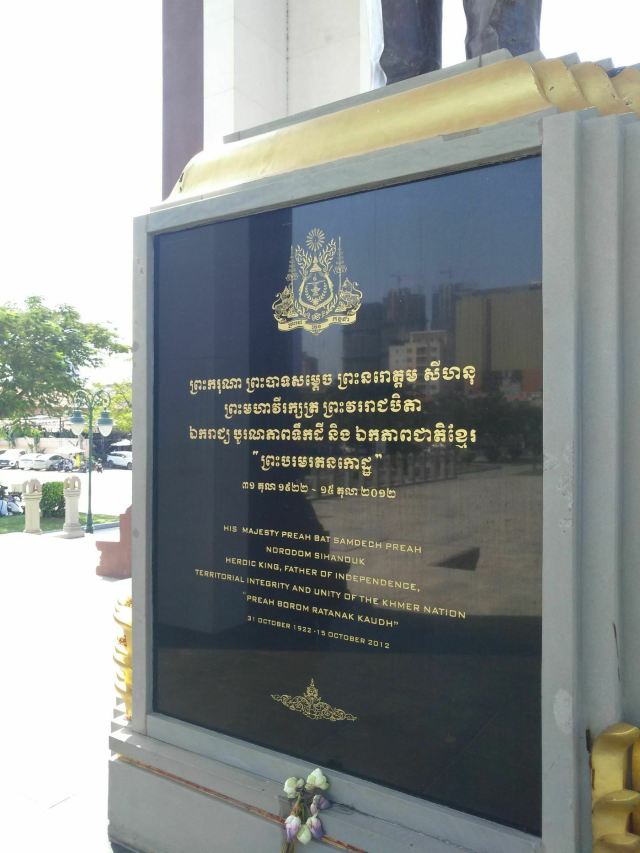 ព្រះករុណា ព្រះបាទសម្តេច ព្រះនរោត្តម សីហនុ
ព្រះមហាវីរក្សត្រ ព្រះវររាជបិតា
ឯករាជ្យ បូរណភាពទឹកដី និង ឯកភាពជាតិខ្មែរ
"ព្រះបរមរតនកោដ្ឋ"
៣១ តុលា ១៩២២ - ១៥ តុលា ២០១២
HIS MAJESTY PREAH BAT SAMDECH PREAH
NORODOM SIHANOUK
HEROIC KING, FATHER OF INDEPENDENCE,
TERRITORIAL INTEGRITY AND UNITY OF THE KHMER NATION
"PREAH BOROM RATANAK KAUDH"
31 OCTOBER 1922 - 15 OCTOBER 2012